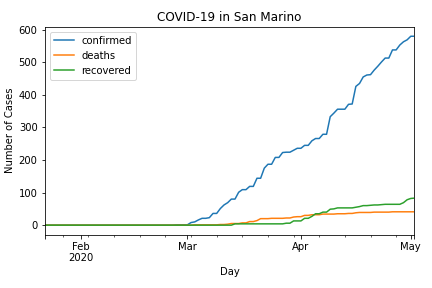 COVID-19 in San Marino
600
500
400
300
200
100
0
Number of Cases
confirmed
deaths
recovered
Feb
2020
Mar
Apr
May
Day